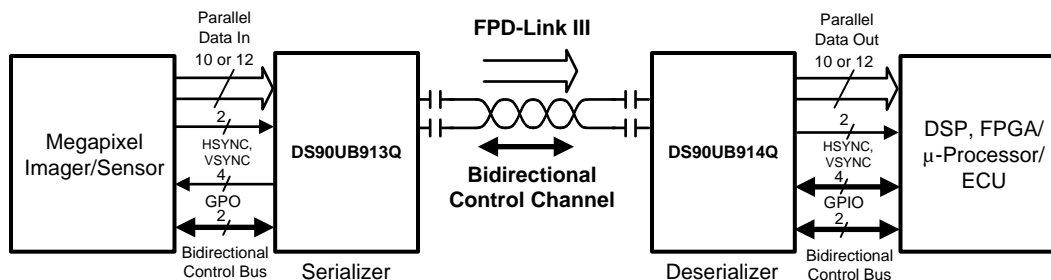 Parallel
Data In
10 or 12
2
HSYNC,
VSYNC
4
GPO
2
Bidirectional
Control Bus
Megapixel
Imager/Sensor
DS90UB913Q
Serializer
FPD-Link III
Bidirectional
Control Channel
DS90UB914Q
Deserializer
Parallel
Data Out
10 or 12
2
HSYNC,
VSYNC
4
GPIO
2
Bidirectional
Control Bus
DSP, FPGA/
μ-Processor/
ECU